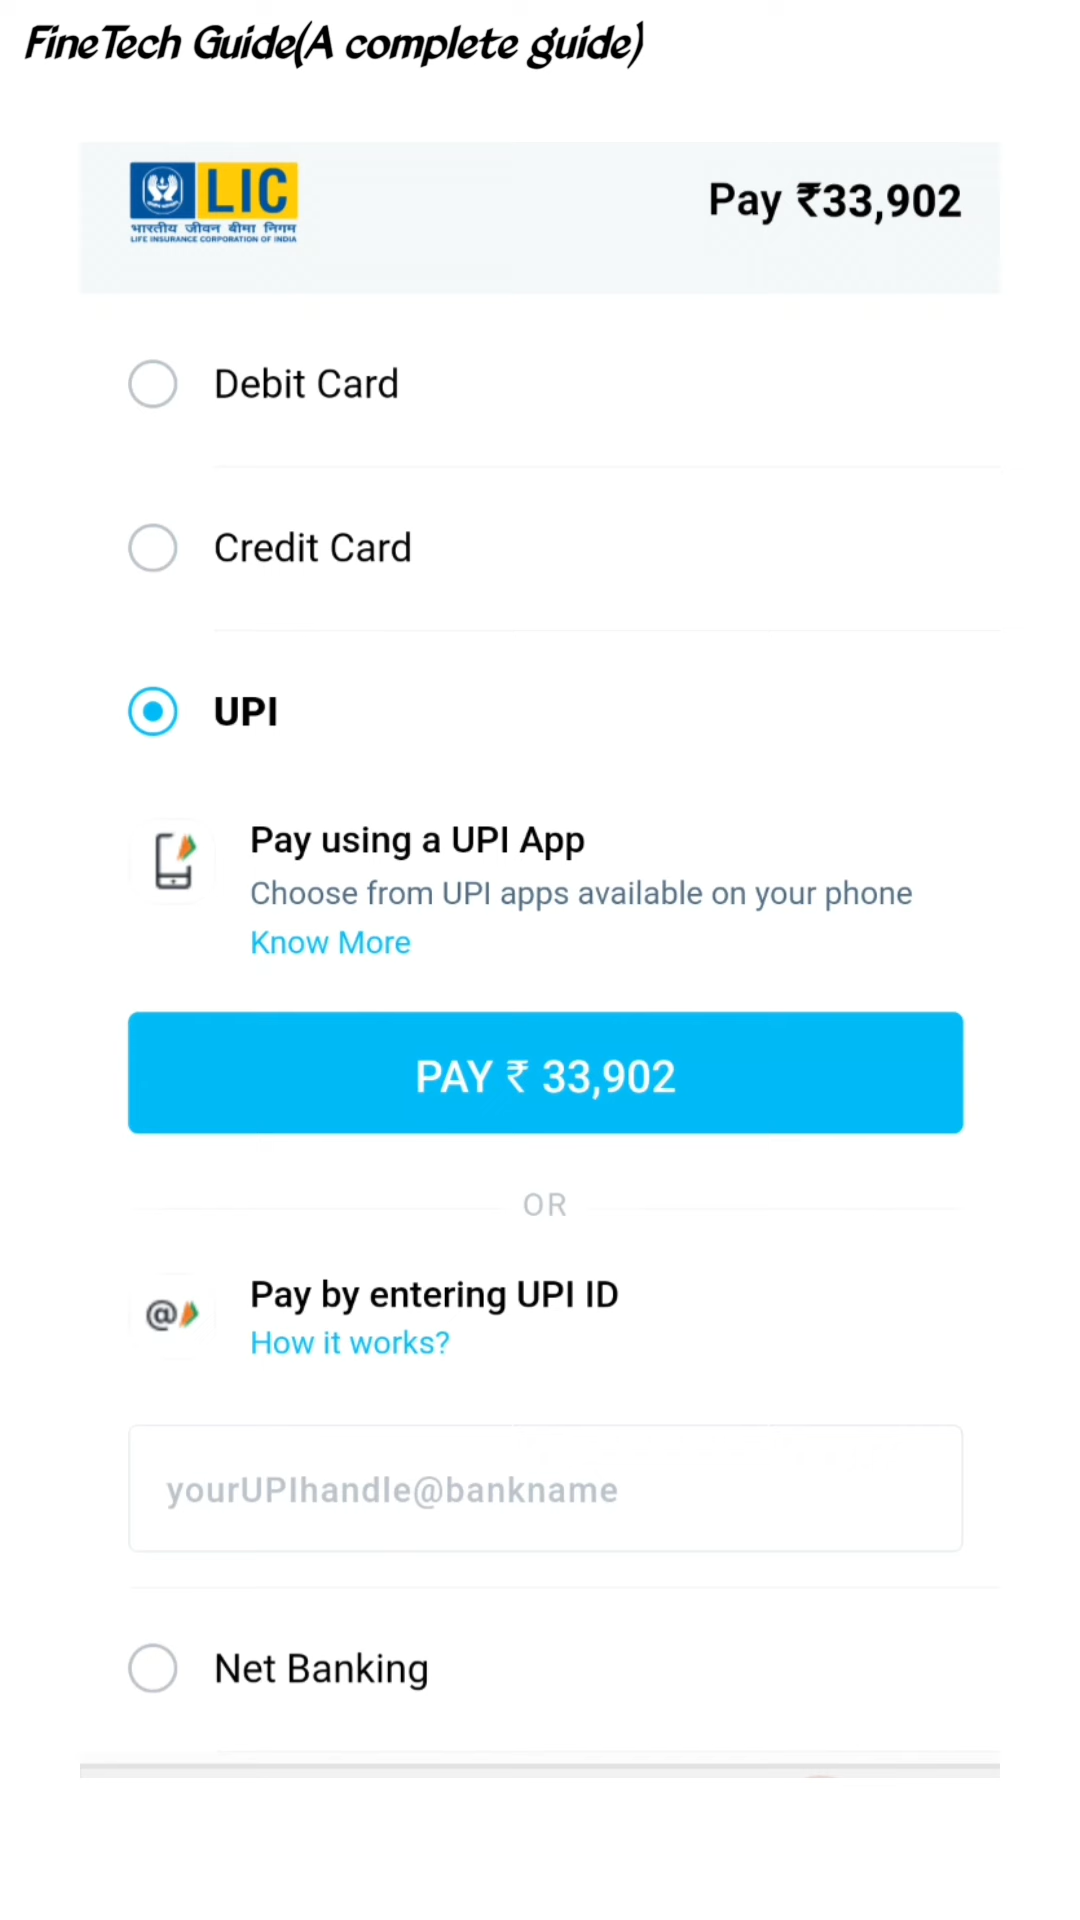 FineTech Guide(A complete guide)
LIC
Pay ₹33,902
भारतीय जीवन बीमा निगम
LIFE INSURANCE CORPORATION OF INDIA
Debit Card
Credit Card
UPI
Pay using a UPI App
Choose from UPI apps available on your phone
Know More
PAY ₹ 33,902
OR
Pay by entering UPI ID
How it works?
yourUPIhandle@bankname
Net Banking